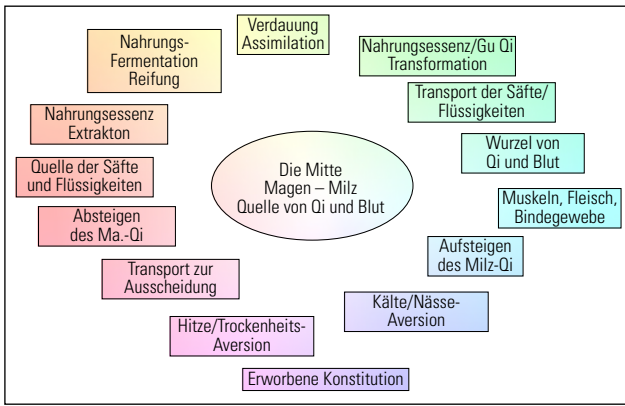 Verdauung
Assimilation
Nahrungs-
Fermentation
Reifung
Nahrungsessenz/Gu Qi
Transformation
Transport der Säfte/
Flüssigkeiten
Nahrungsessenz
Extrakton
Wurzel von
Qi und Blut
Quelle der Säfte
und Flüssigkeiten
Die Mitte
Magen – Milz
Quelle von Qi und Blut
Muskeln, Fleisch,
Bindegewebe
Absteigen
des Ma.-Qi
Aufsteigen
des Milz-Qi
Transport zur
Ausscheidung
Kälte/Nässe-
Aversion
Hitze/Trockenheits-
Aversion
Erworbene Konstitution